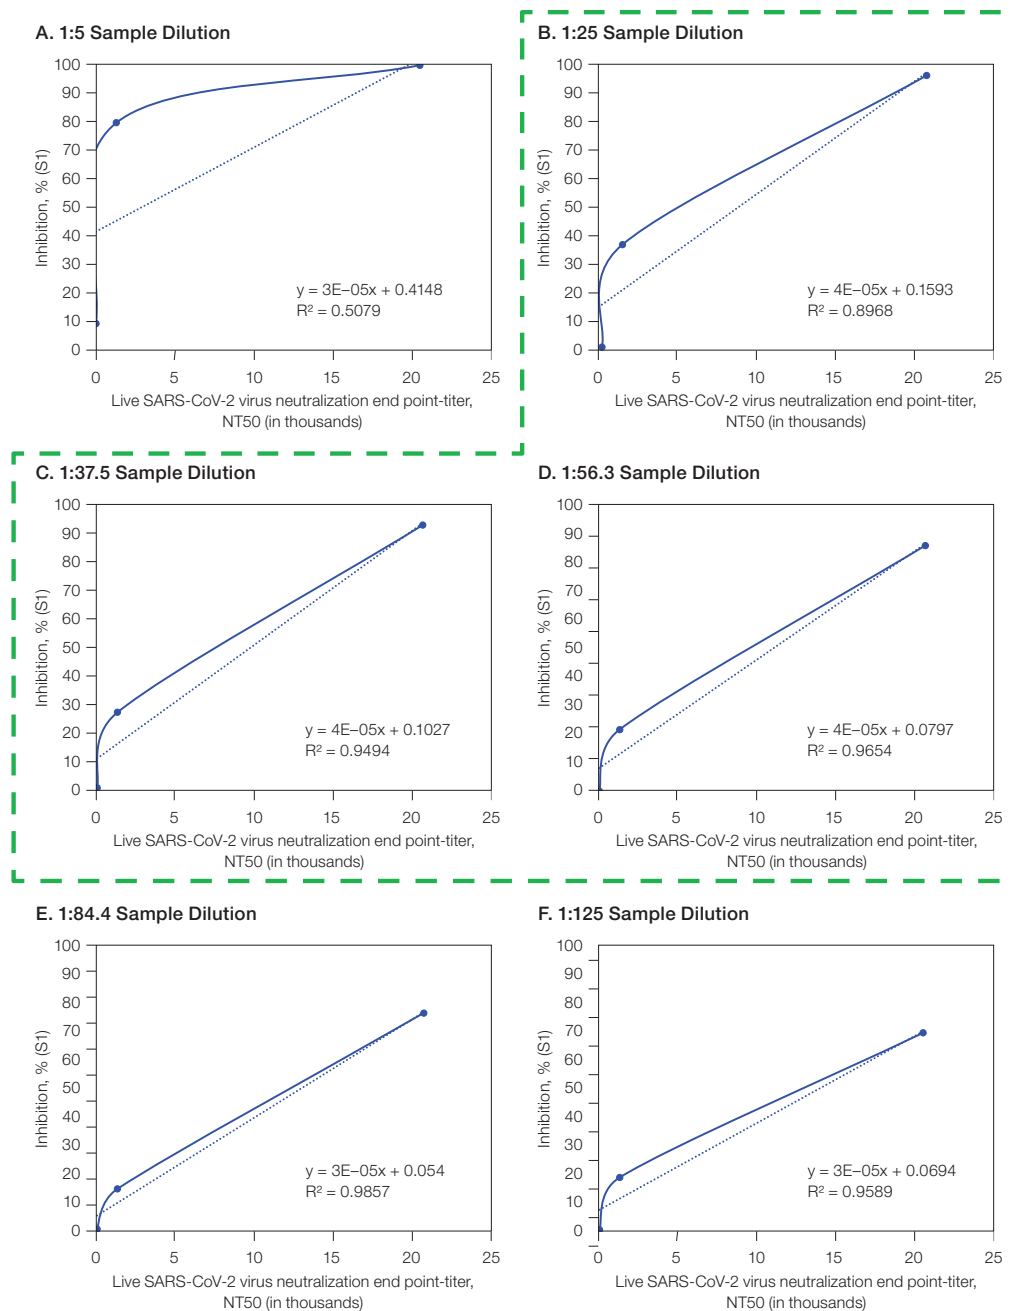 A. 1:5 Sample Dilution
100
90
80
70
60
50
40
30
20
10
0
Inhibition, % (S1)
y = 3E–05x + 0.4148
R² = 0.5079
0 5 10 15 20 25
Live SARS-CoV-2 virus neutralization end point-titer,
NT50 (in thousands)
B. 1:25 Sample Dilution
100
90
80
70
60
50
40
30
20
10
0
Inhibition, % (S1)
y = 4E–05x + 0.1593
R² = 0.8968
0 5 10 15 20 25
Live SARS-CoV-2 virus neutralization end point-titer,
NT50 (in thousands)
C. 1:37.5 Sample Dilution
100
90
80
70
60
50
40
30
20
10
0
Inhibition, % (S1)
y = 4E–05x + 0.1027
R² = 0.9494
0 5 10 15 20 25
Live SARS-CoV-2 virus neutralization end point-titer,
NT50 (in thousands)
D. 1:56.3 Sample Dilution
100
90
80
70
60
50
40
30
20
10
0
Inhibition, % (S1)
y = 4E–05x + 0.0797
R² = 0.9654
0 5 10 15 20 25
Live SARS-CoV-2 virus neutralization end point-titer,
NT50 (in thousands)
E. 1:84.4 Sample Dilution
100
90
80
70
60
50
40
30
20
10
0
Inhibition, % (S1)
y = 3E–05x + 0.054
R² = 0.9857
0 5 10 15 20 25
Live SARS-CoV-2 virus neutralization end point-titer,
NT50 (in thousands)
F. 1:125 Sample Dilution
100
90
80
70
60
50
40
30
20
10
0
Inhibition, % (S1)
y = 3E–05x + 0.0694
R² = 0.9589
0 5 10 15 20 25
Live SARS-CoV-2 virus neutralization end point-titer,
NT50 (in thousands)